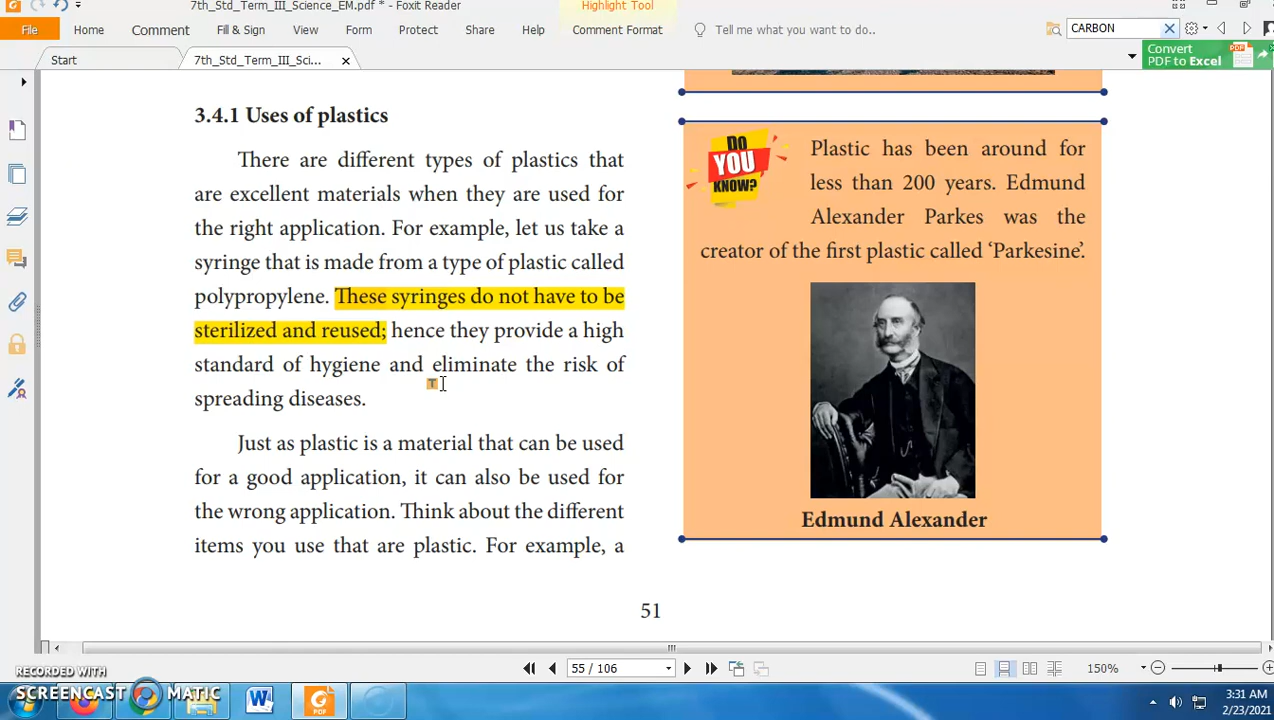 7th_Std_Term_III_Science_EM.pdf * - Foxit Reader
Highlight Tool
File Home Comment Fill & Sign View Form Protect Share Help Comment Format Tell me what you want to do... CARBON
Start 7th_Std_Term_III_Sci...
Convert
PDF to Excel
3.4.1 Uses of plastics
There are different types of plastics that
are excellent materials when they are used for
the right application. For example, let us take a
syringe that is made from a type of plastic called
polypropylene. These syringes do not have to be
sterilized and reused; hence they provide a high
standard of hygiene and eliminate the risk of
spreading diseases.
Just as plastic is a material that can be used
for a good application, it can also be used for
the wrong application. Think about the different
items you use that are plastic. For example, a
DO
YOU
KNOW?
Plastic has been around for
less than 200 years. Edmund
Alexander Parkes was the
creator of the first plastic called ‘Parkesine’.
Edmund Alexander
51
55 / 106
150%
RECORDED WITH
SCREENCAST MATIC
3:31 AM
2/23/2021